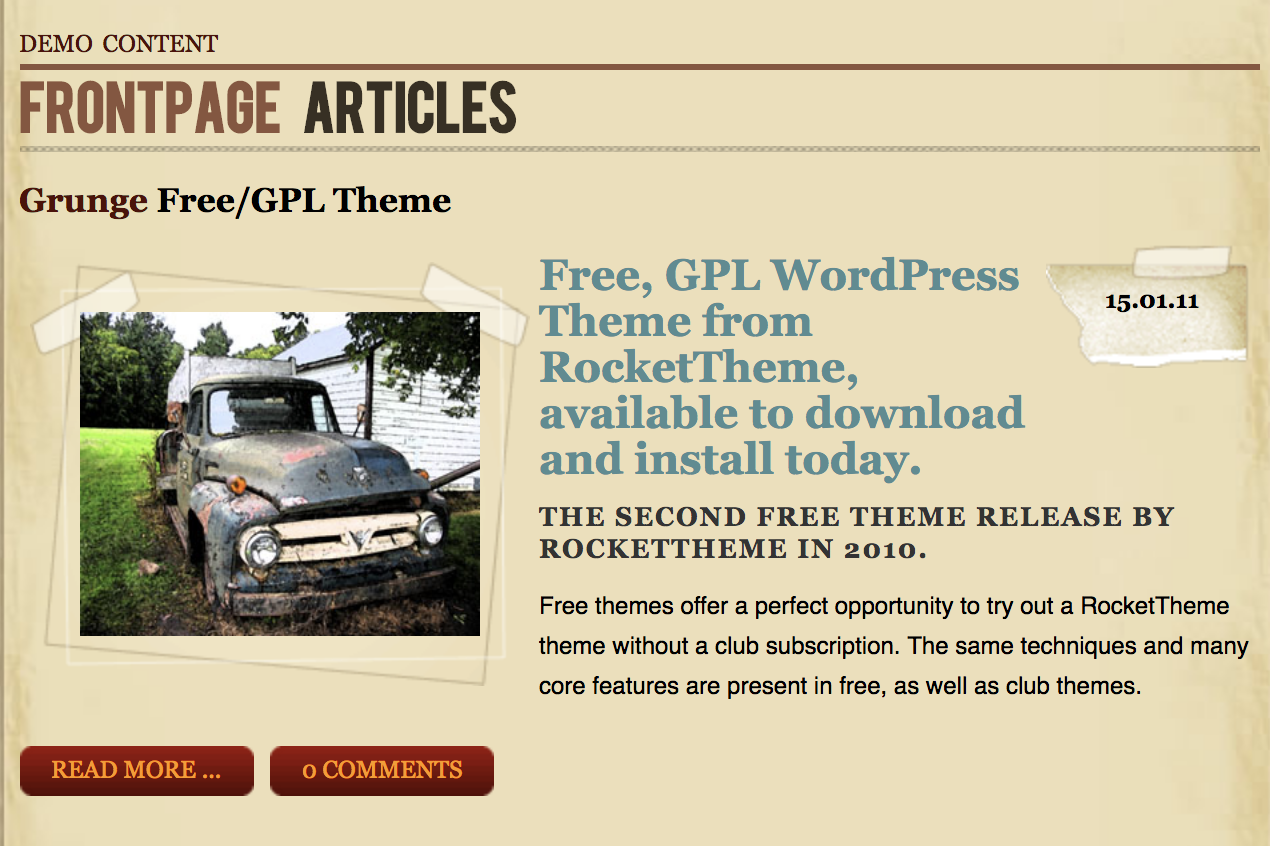 DEMO CONTENT
FRONTPAGE ARTICLES
Grunge Free/GPL Theme
Free, GPL WordPress
Theme from
RocketTheme,
available to download
and install today.
15.01.11
THE SECOND FREE THEME RELEASE BY
ROCKETTHEME IN 2010.
Free themes offer a perfect opportunity to try out a RocketTheme
theme without a club subscription. The same techniques and many
core features are present in free, as well as club themes.
READ MORE ...
0 COMMENTS